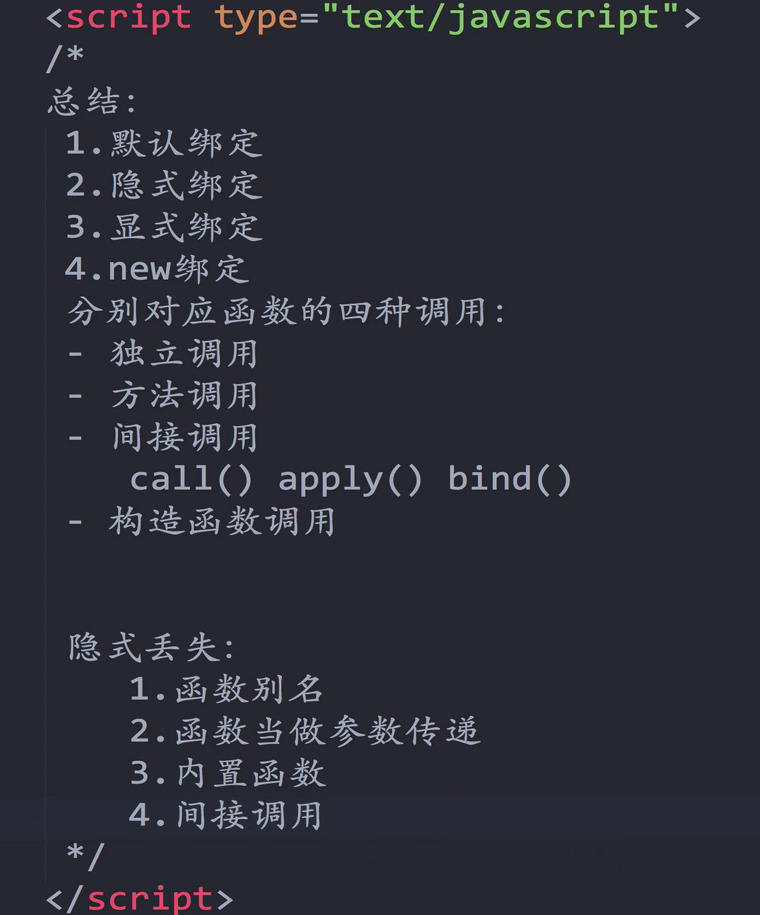 <script type="text/javascript">
/*
总结:
1.默认绑定
2.隐式绑定
3.显式绑定
4.new绑定
分别对应函数的四种调用:
- 独立调用
- 方法调用
- 间接调用
call() apply() bind()
- 构造函数调用
隐式丢失:
1.函数别名
2.函数当做参数传递
3.内置函数
4.间接调用
*/
</script>